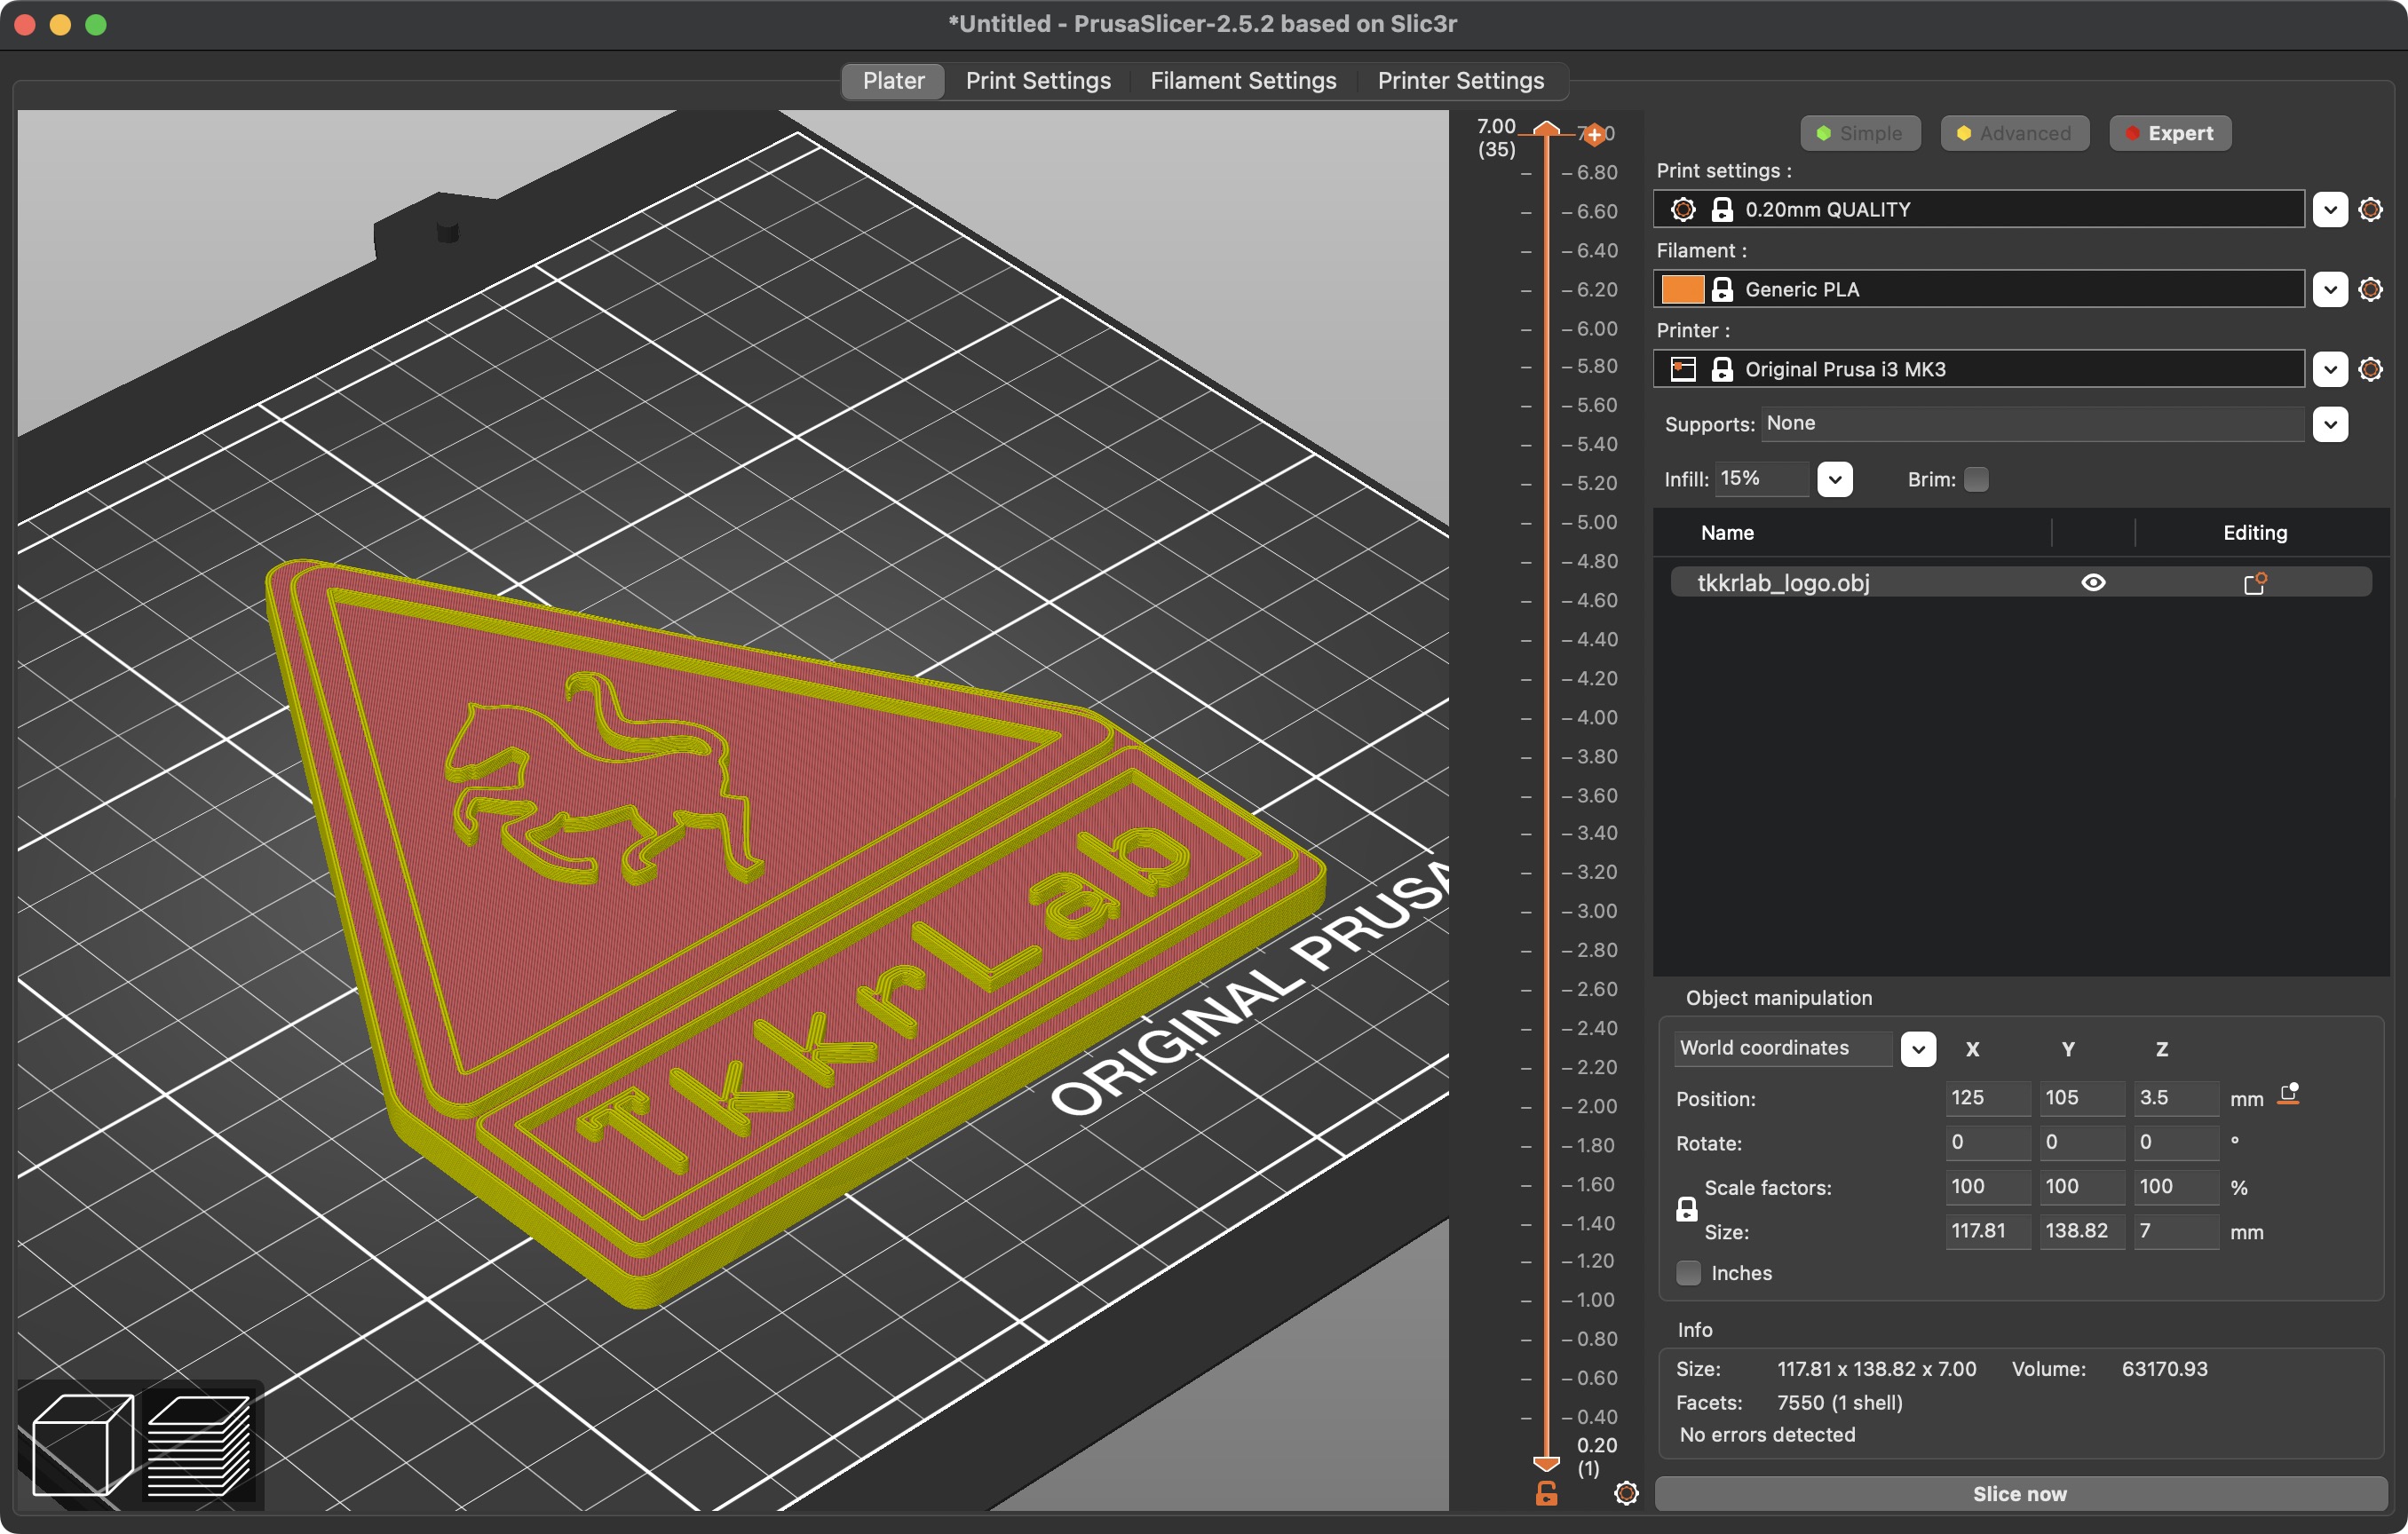 *Untitled - PrusaSlicer-2.5.2 based on Slic3r
Plater Print Settings Filament Settings Printer Settings
TkkrLab
ORIGINAL PRUSA
7.00
(35)
6.80
6.60
6.40
6.20
6.00
5.80
5.60
5.40
5.20
5.00
4.80
4.60
4.40
4.20
4.00
3.80
3.60
3.40
3.20
3.00
2.80
2.60
2.40
2.20
2.00
1.80
1.60
1.40
1.20
1.00
0.80
0.60
0.40
0.20
(1)
Simple Advanced Expert
Print settings :
0.20mm QUALITY
Filament :
Generic PLA
Printer :
Original Prusa i3 MK3
Supports: None
Infill: 15% Brim:
Name Editing
tkkrlab_logo.obj
Object manipulation
World coordinates X Y Z
Position: 125 105 3.5 mm
Rotate: 0 0 0 °
Scale factors: 100 100 100 %
Size: 117.81 138.82 7 mm
Inches
Info
Size: 117.81 x 138.82 x 7.00 Volume: 63170.93
Facets: 7550 (1 shell)
No errors detected
Slice now